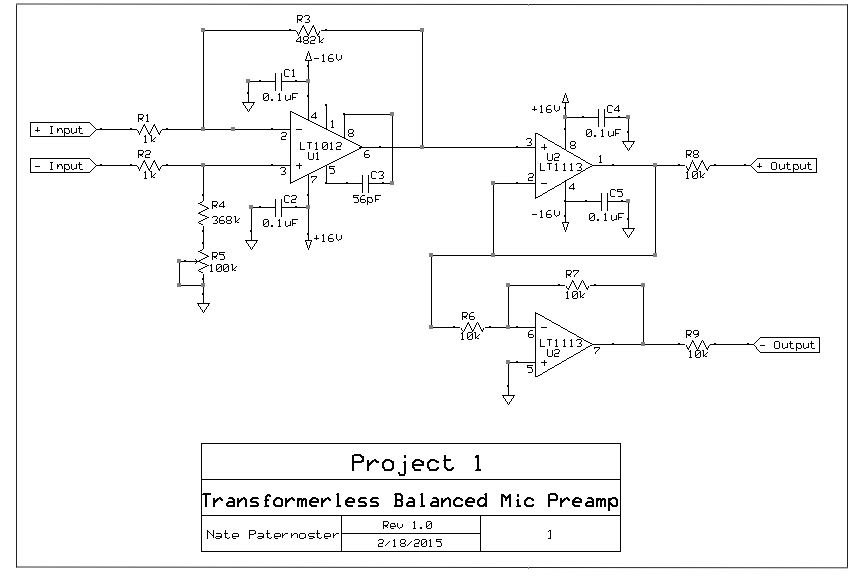 R3
482k
-16V
C1
0.1uF
+ Input
R1
1k
2
4
1
8
LT1012
U1
6
- Input
R2
1k
3
7
5
C3
56pF
R4
368k
C2
0.1uF
+16V
R5
100k
+16V
C4
0.1uF
3
8
U2
LT1113
1
2
4
R8
10k
+ Output
C5
0.1uF
-16V
R7
10k
R6
10k
6
LT1113
U2
7
5
R9
10k
- Output
Project 1
Transformerless Balanced Mic Preamp
Nate Paternoster
Rev 1.0
2/18/2015
1